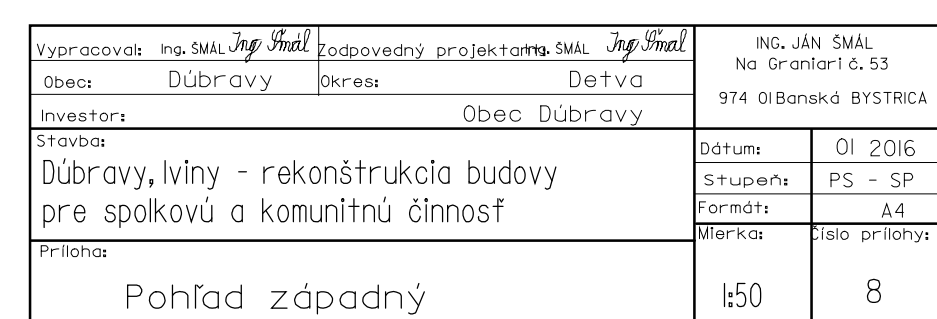 Vypracoval: Ing. ŠMÁL Ing Šmál Zodpovedný projektant: Ing. ŠMÁL Ing Šmál
Obec: Dúbravy Okres: Detva
Investor: Obec Dúbravy
ING. JÁN ŠMÁL
Na Graniari č. 53
974 01 Banská BYSTRICA
Stavba:
Dúbravy, Iviny - rekonštrukcia budovy
pre spolkovú a komunitnú činnosť
Dátum: 01 2016
Stupeň: PS - SP
Formát: A4
Mierka: Číslo prílohy:
1:50 8
Príloha:
Pohľad západný